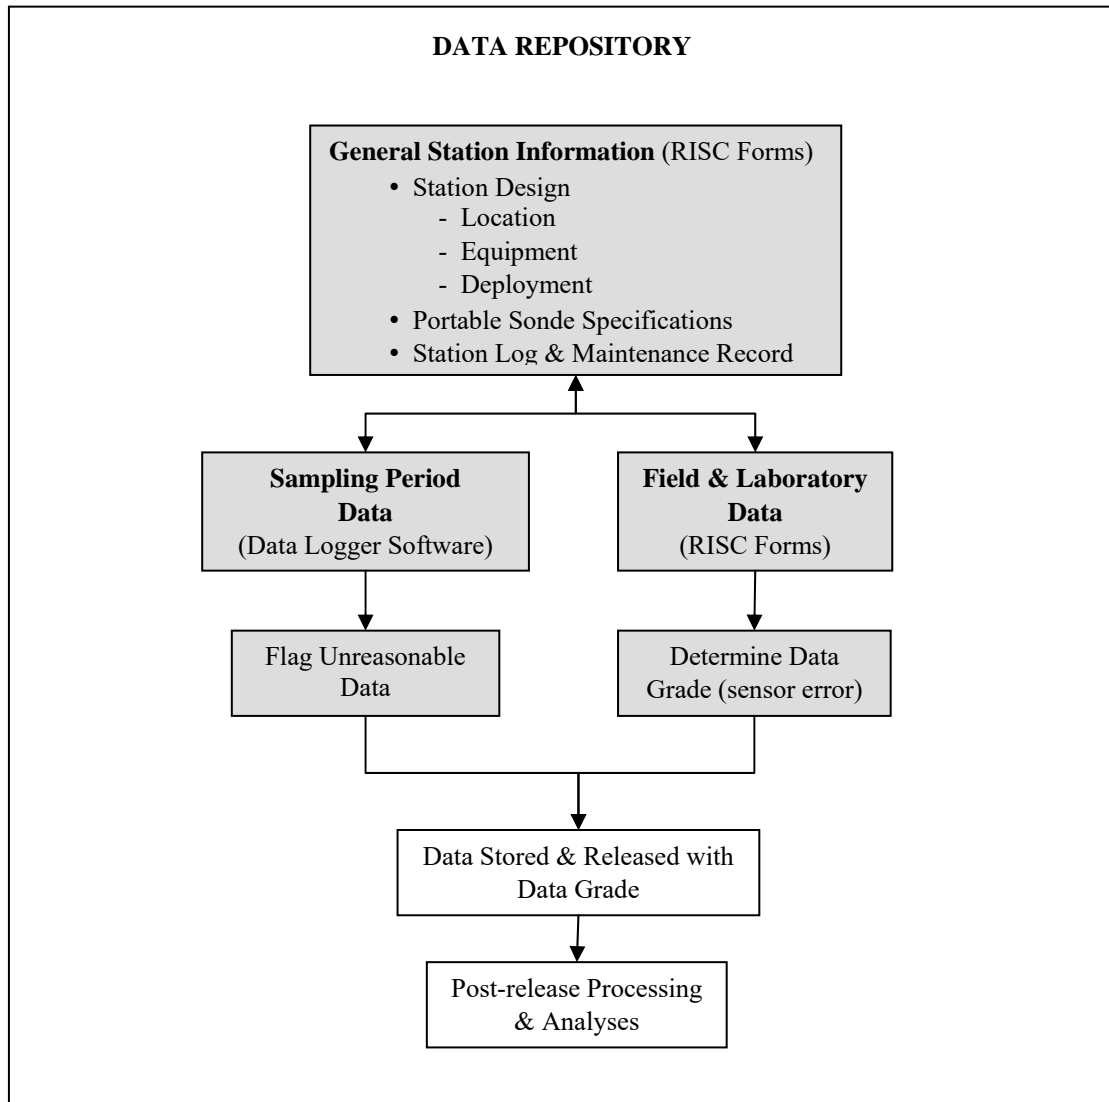 DATA REPOSITORY
General Station Information (RISC Forms)
• Station Design
- Location
- Equipment
- Deployment
• Portable Sonde Specifications
• Station Log & Maintenance Record
Sampling Period
Data
(Data Logger Software)
Field & Laboratory
Data
(RISC Forms)
Flag Unreasonable
Data
Determine Data
Grade (sensor error)
Data Stored & Released with
Data Grade
Post-release Processing
& Analyses